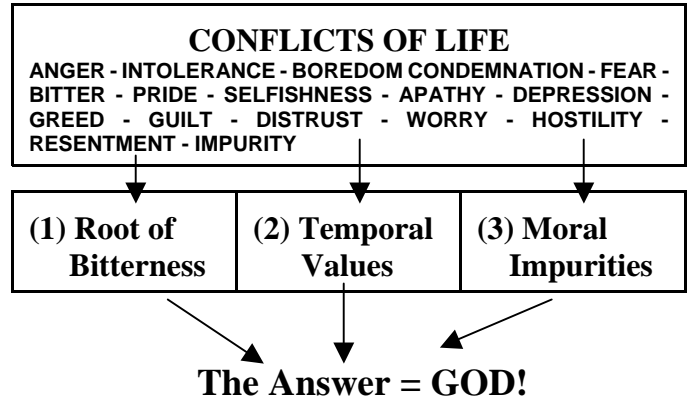 CONFLICTS OF LIFE
ANGER - INTOLERANCE - BOREDOM CONDEMNATION - FEAR -
BITTER - PRIDE - SELFISHNESS - APATHY - DEPRESSION -
GREED - GUILT - DISTRUST - WORRY - HOSTILITY -
RESENTMENT - IMPURITY
(1) Root of
Bitterness
(2) Temporal
Values
(3) Moral
Impurities
The Answer = GOD!